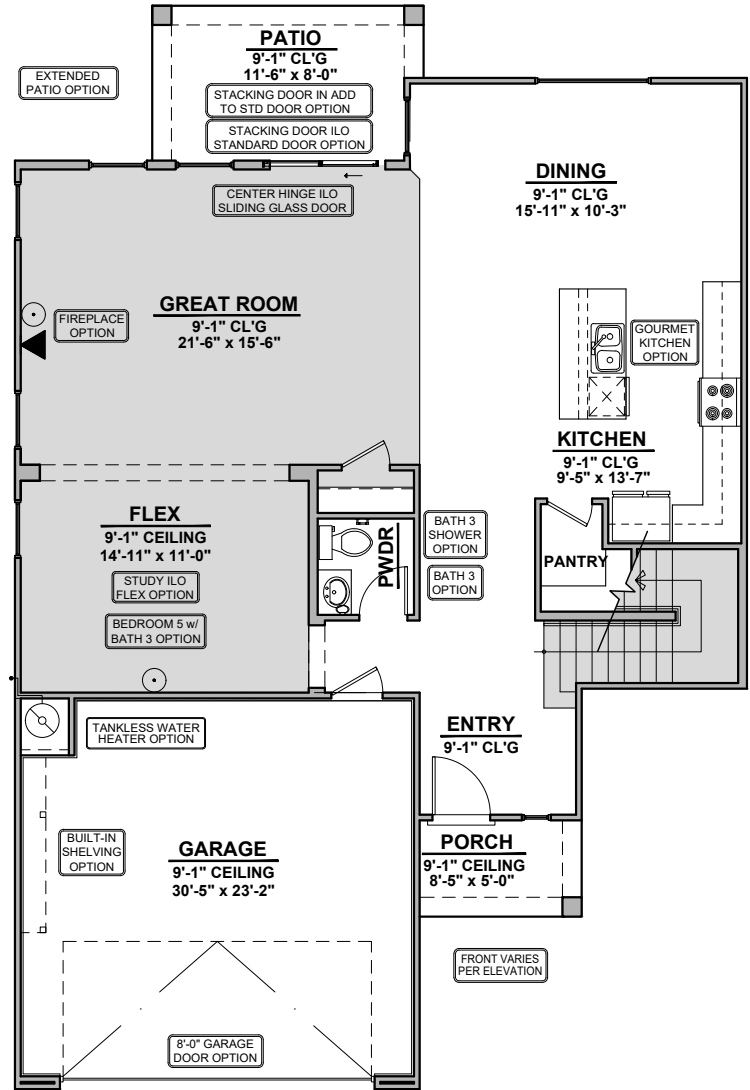 PATIO
9'-1" CL'G
11'-6" x 8'-0"
EXTENDED
PATIO OPTION
STACKING DOOR IN ADD
TO STD DOOR OPTION
STACKING DOOR ILO
STANDARD DOOR OPTION
CENTER HINGE ILO
SLIDING GLASS DOOR
DINING
9'-1" CL'G
15'-11" x 10'-3"
GREAT ROOM
9'-1" CL'G
21'-6" x 15'-6"
FIREPLACE
OPTION
GOURMET
KITCHEN
OPTION
KITCHEN
9'-1" CL'G
9'-5" x 13'-7"
FLEX
9'-1" CEILING
14'-11" x 11'-0"
STUDY ILO
FLEX OPTION
BEDROOM 5 w/
BATH 3 OPTION
PWDR
BATH 3
SHOWER
OPTION
BATH 3
OPTION
PANTRY
TANKLESS WATER
HEATER OPTION
ENTRY
9'-1" CL'G
BUILT-IN
SHELVING
OPTION
GARAGE
9'-1" CEILING
30'-5" x 23'-2"
PORCH
9'-1" CEILING
8'-5" x 5'-0"
FRONT VARIES
PER ELEVATION
8'-0" GARAGE
DOOR OPTION